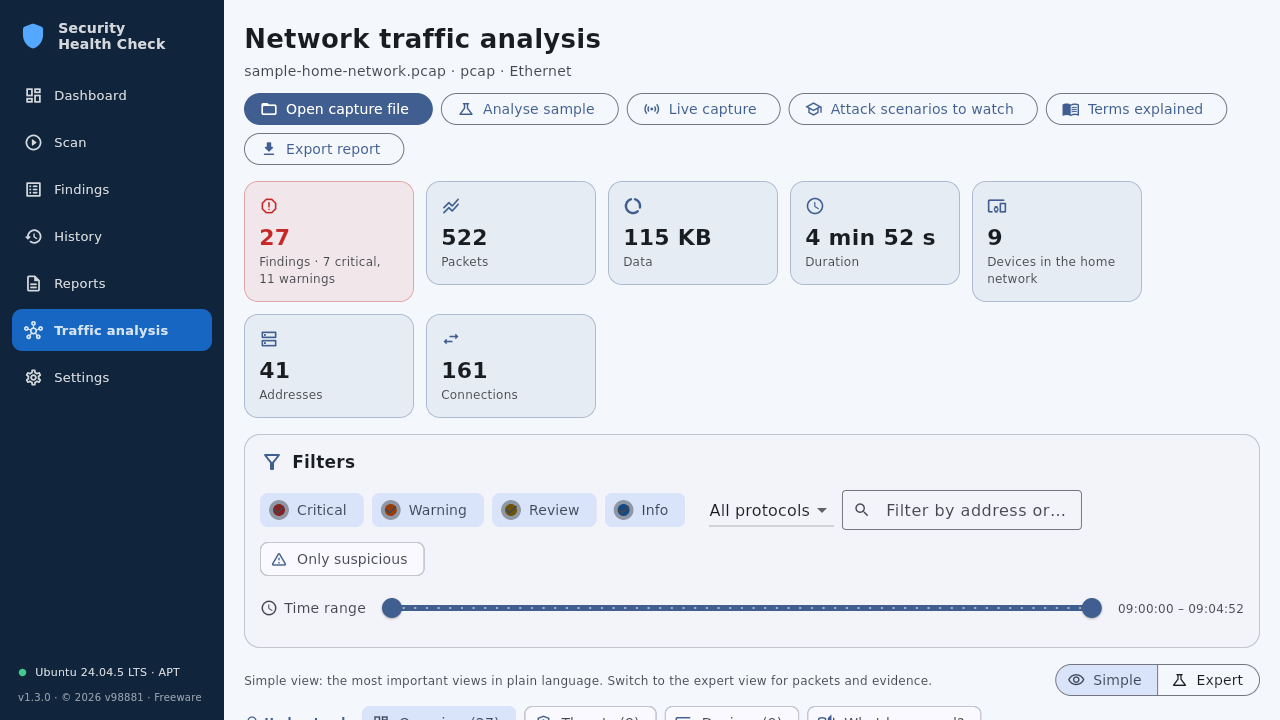 Security
Health Check
Dashboard
Scan
Findings
History
Reports
Traffic analysis
Settings
Ubuntu 24.04.5 LTS · APT
v1.3.0 · © 2026 v98881 · Freeware
Network traffic analysis
sample-home-network.pcap · pcap · Ethernet
Open capture file
Analyse sample
Live capture
Attack scenarios to watch
Terms explained
Export report
27
Findings · 7 critical,
11 warnings
522
Packets
115 KB
Data
4 min 52 s
Duration
9
Devices in the home
network
41
Addresses
161
Connections
Filters
Critical
Warning
Review
Info
All protocols
Filter by address or…
Only suspicious
Time range
09:00:00 – 09:04:52
Simple view: the most important views in plain language. Switch to the expert view for packets and evidence.
Simple
Expert